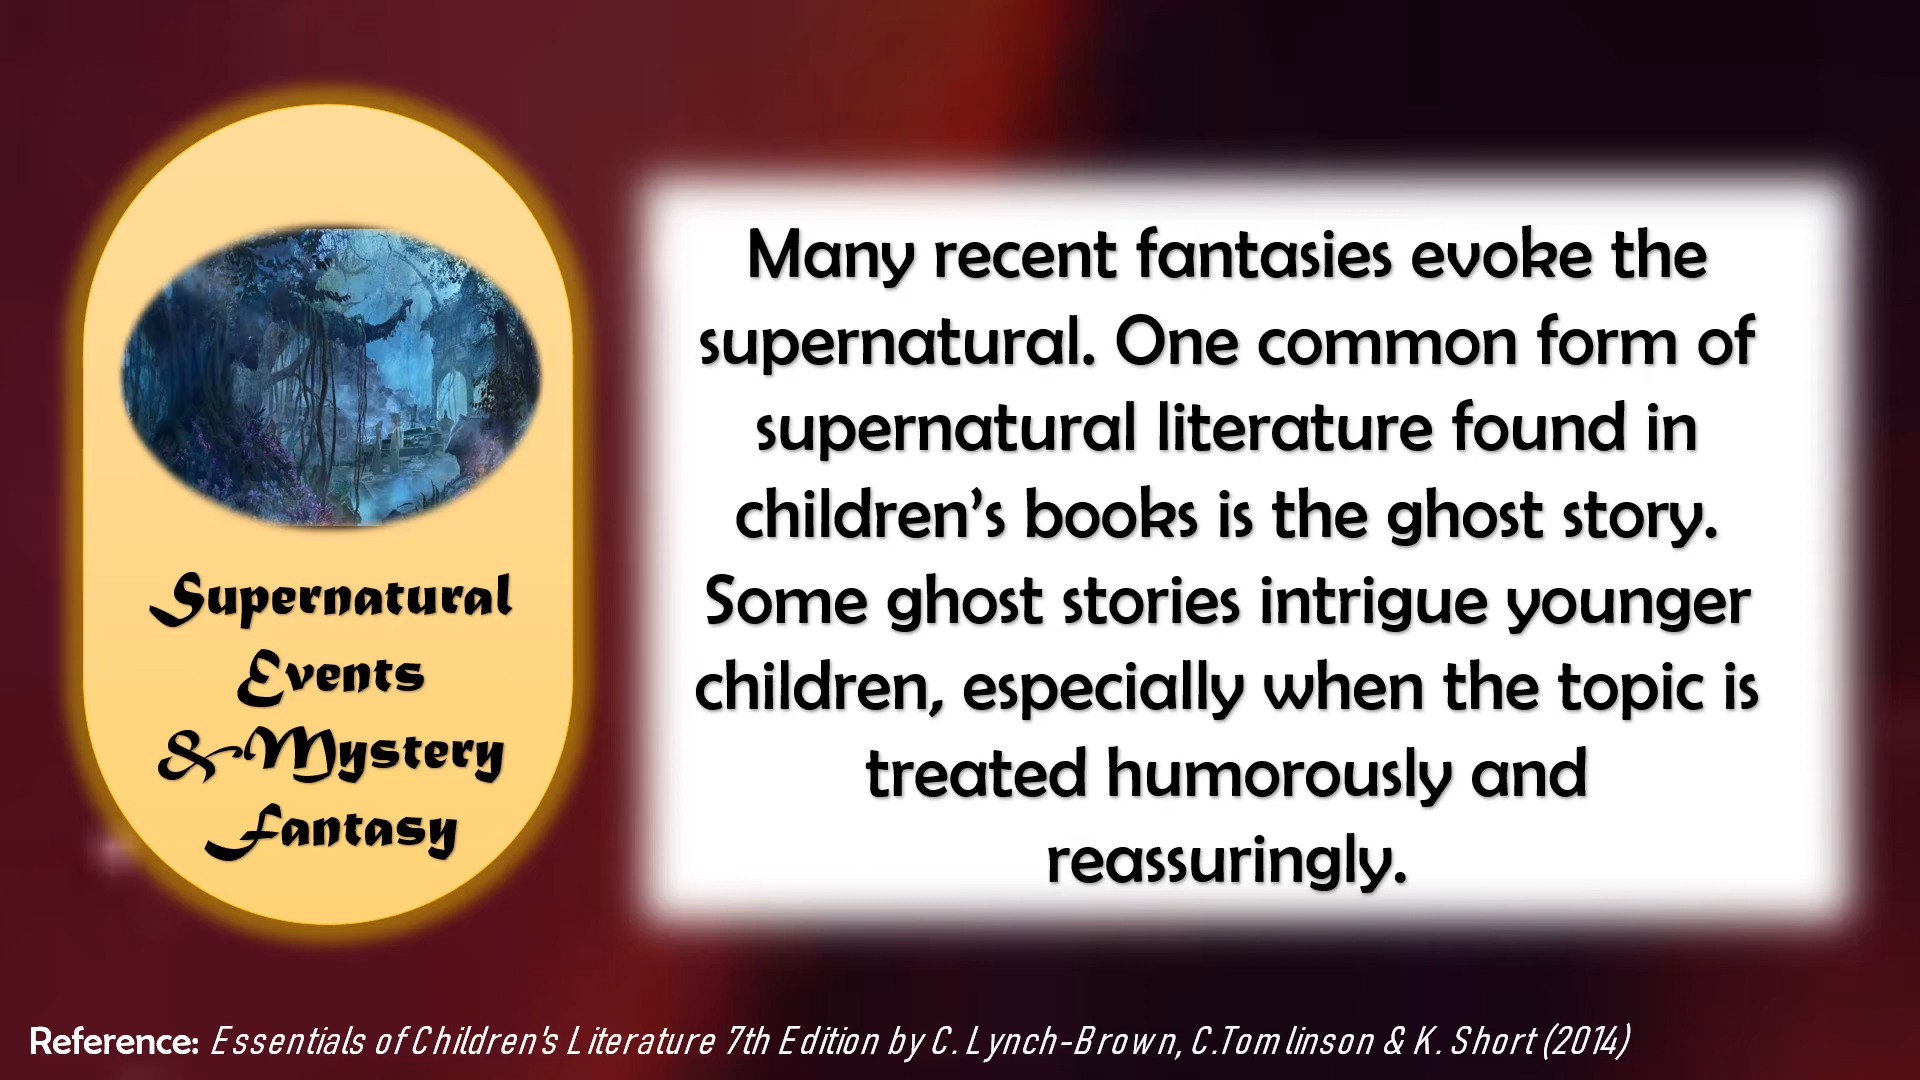 Supernatural
Events
& Mystery
Fantasy
Many recent fantasies evoke the
supernatural. One common form of
supernatural literature found in
children’s books is the ghost story.
Some ghost stories intrigue younger
children, especially when the topic is
treated humorously and
reassuringly.
Reference: Essentials of Children's Literature 7th Edition by C. Lynch-Brown, C.Tomlinson & K. Short (2014)